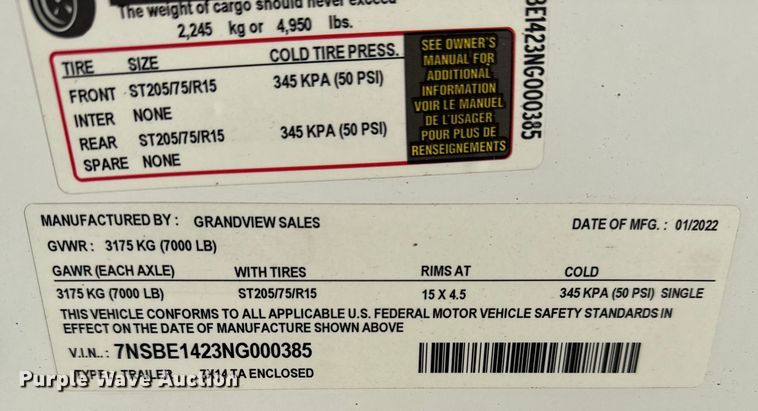 The weight of cargo should never exceed
2,245 kg or 4,950 lbs.
TIRE SIZE COLD TIRE PRESS.
FRONT ST205/75/R15 345 KPA (50 PSI)
INTER NONE
REAR ST205/75/R15 345 KPA (50 PSI)
SPARE NONE
SEE OWNER'S
MANUAL FOR
ADDITIONAL
INFORMATION
VOIR LE MANUEL
DE L'USAGER
POUR PLUS DE
RENSEIGNEMENTS
BE1423NG000385
MANUFACTURED BY : GRANDVIEW SALES DATE OF MFG. : 01/2022
GVWR : 3175 KG (7000 LB)
GAWR (EACH AXLE) WITH TIRES RIMS AT COLD
3175 KG (7000 LB) ST205/75/R15 15 X 4.5 345 KPA (50 PSI) SINGLE
THIS VEHICLE CONFORMS TO ALL APPLICABLE U.S. FEDERAL MOTOR VEHICLE SAFETY STANDARDS IN
EFFECT ON THE DATE OF MANUFACTURE SHOWN ABOVE
V.I.N.. : 7NSBE1423NG000385
TYPE : TRAILER 7X14 TA ENCLOSED
Purple Wave Auction